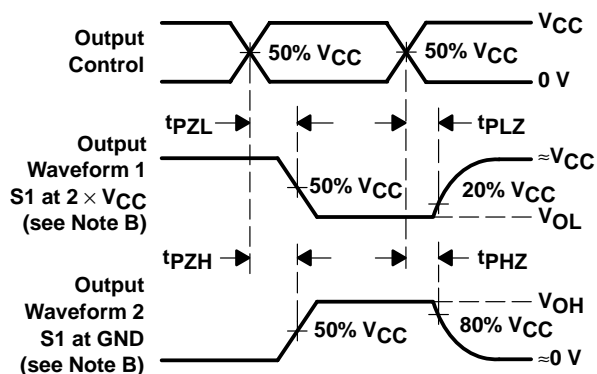 Output
Control
50% VCC
50% VCC
VCC
0 V
tPZL
tPLZ
Output
Waveform 1
S1 at 2 × VCC
(see Note B)
50% VCC
≈VCC
20% VCC
VOL
tPZH
tPHZ
Output
Waveform 2
S1 at GND
(see Note B)
50% VCC
VOH
80% VCC
≈0 V